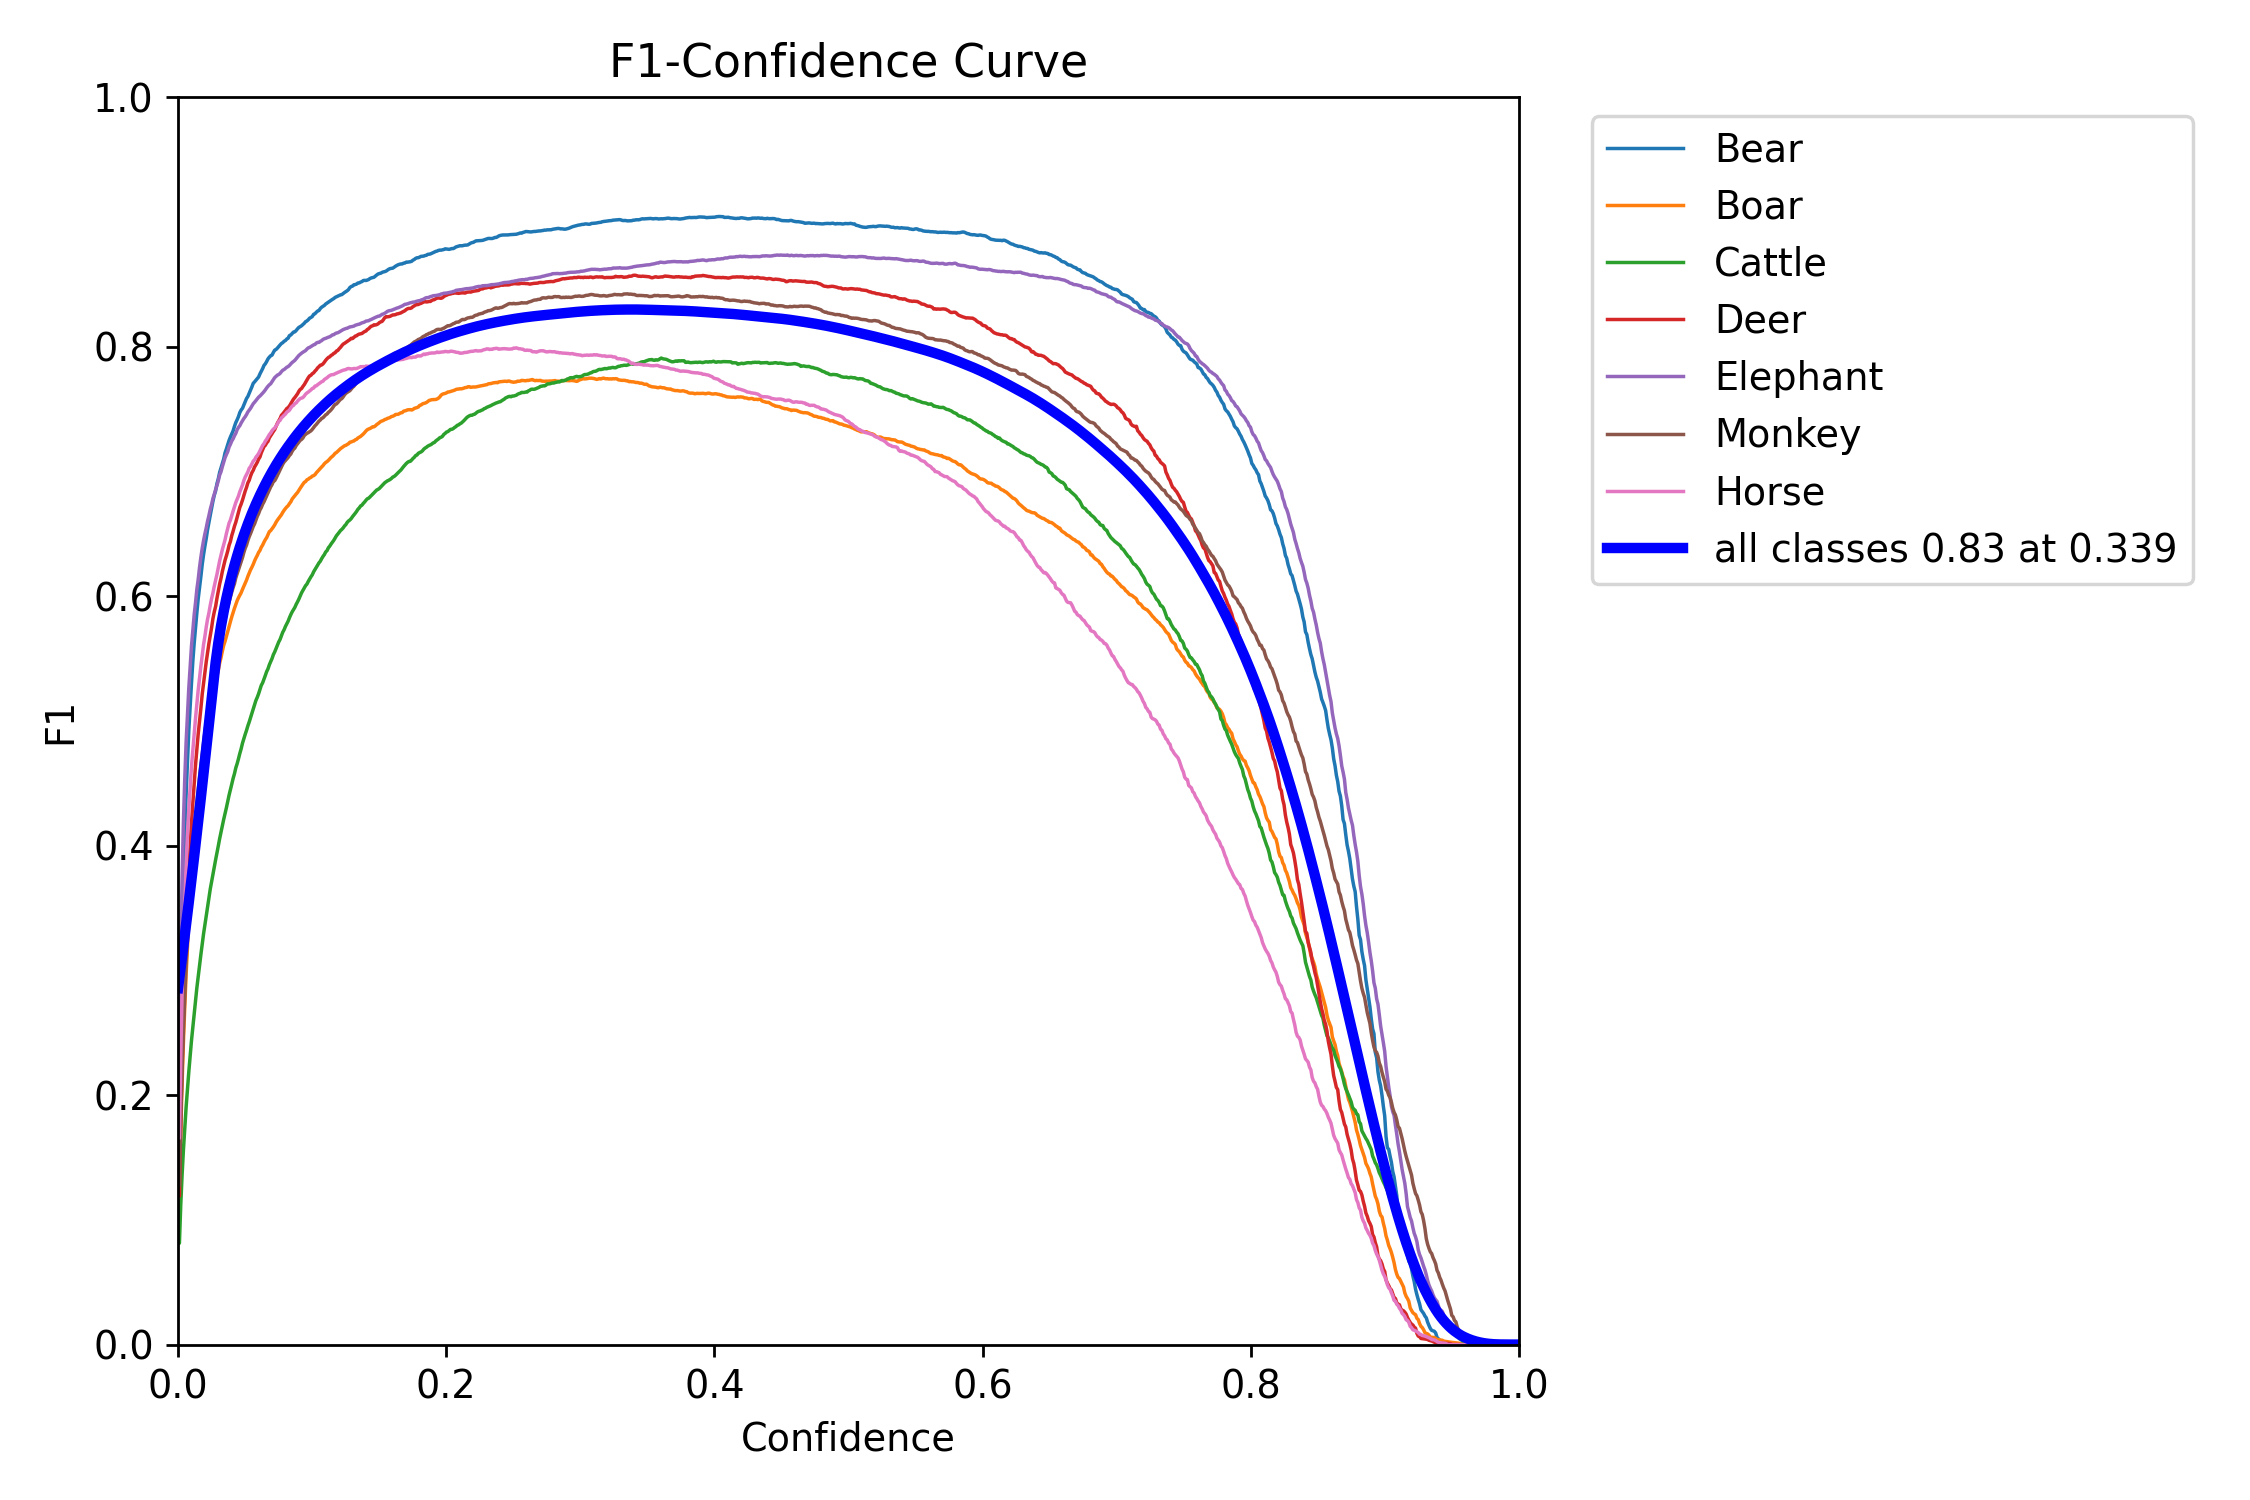 F1-Confidence Curve
1.0
0.8
0.6
0.4
0.2
0.0
F1
0.0 0.2 0.4 0.6 0.8 1.0
Confidence
Bear
Boar
Cattle
Deer
Elephant
Monkey
Horse
all classes 0.83 at 0.339